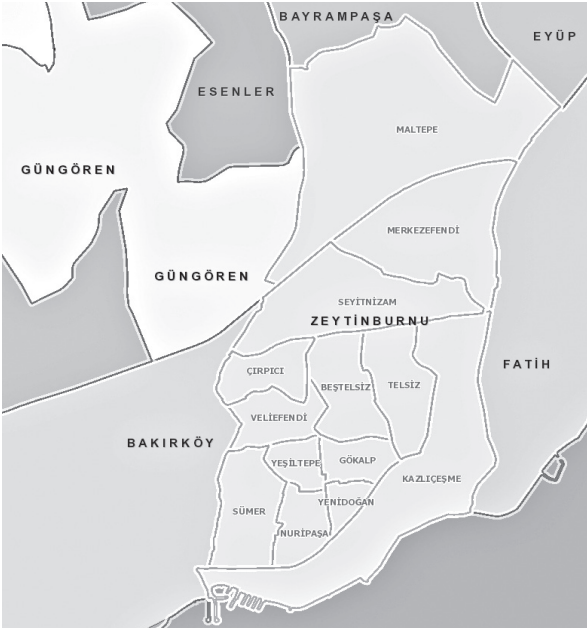 BAYRAMPAŞA
EYÜP
ESENLER
MALTEPE
GÜNGÖREN
MERKEZEFENDİ
GÜNGÖREN
SEYİTNİZAM
ZEYTİNBURNU
FATİH
ÇIRPICI
BEŞTELSİZ
TELSİZ
VELİEFENDİ
BAKIRKÖY
YEŞİLTEPE
GÖKALP
KAZLIÇEŞME
YENİDOĞAN
SÜMER
NURİPAŞA